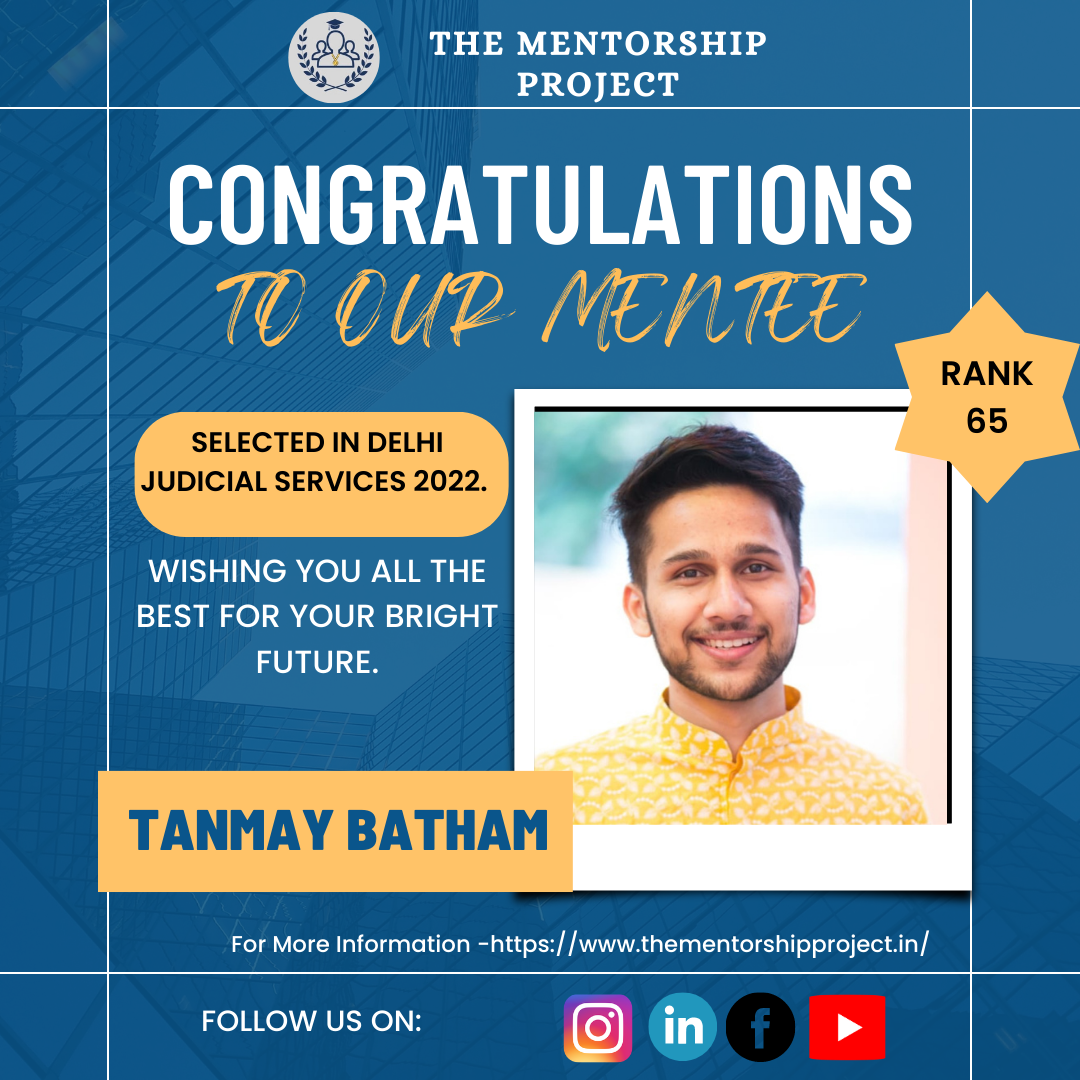 THE MENTORSHIP
PROJECT
CONGRATULATIONS
TO OUR MENTEE
RANK
65
SELECTED IN DELHI
JUDICIAL SERVICES 2022.
WISHING YOU ALL THE
BEST FOR YOUR BRIGHT
FUTURE.
TANMAY BATHAM
For More Information -https://www.thementorshipproject.in/
FOLLOW US ON:
in
f